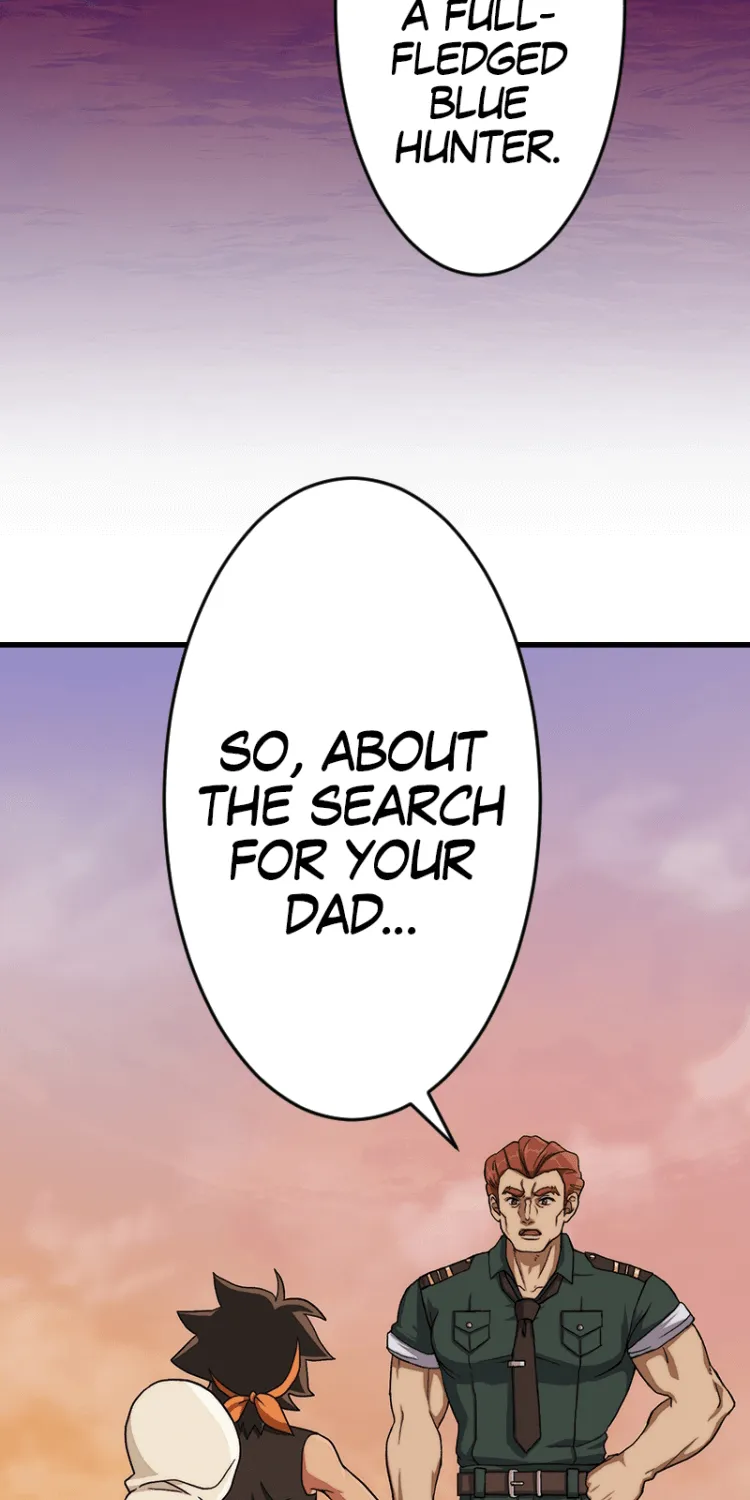 A FULL-
FLEDGED
BLUE
HUNTER.
SO, ABOUT
THE SEARCH
FOR YOUR
DAD...